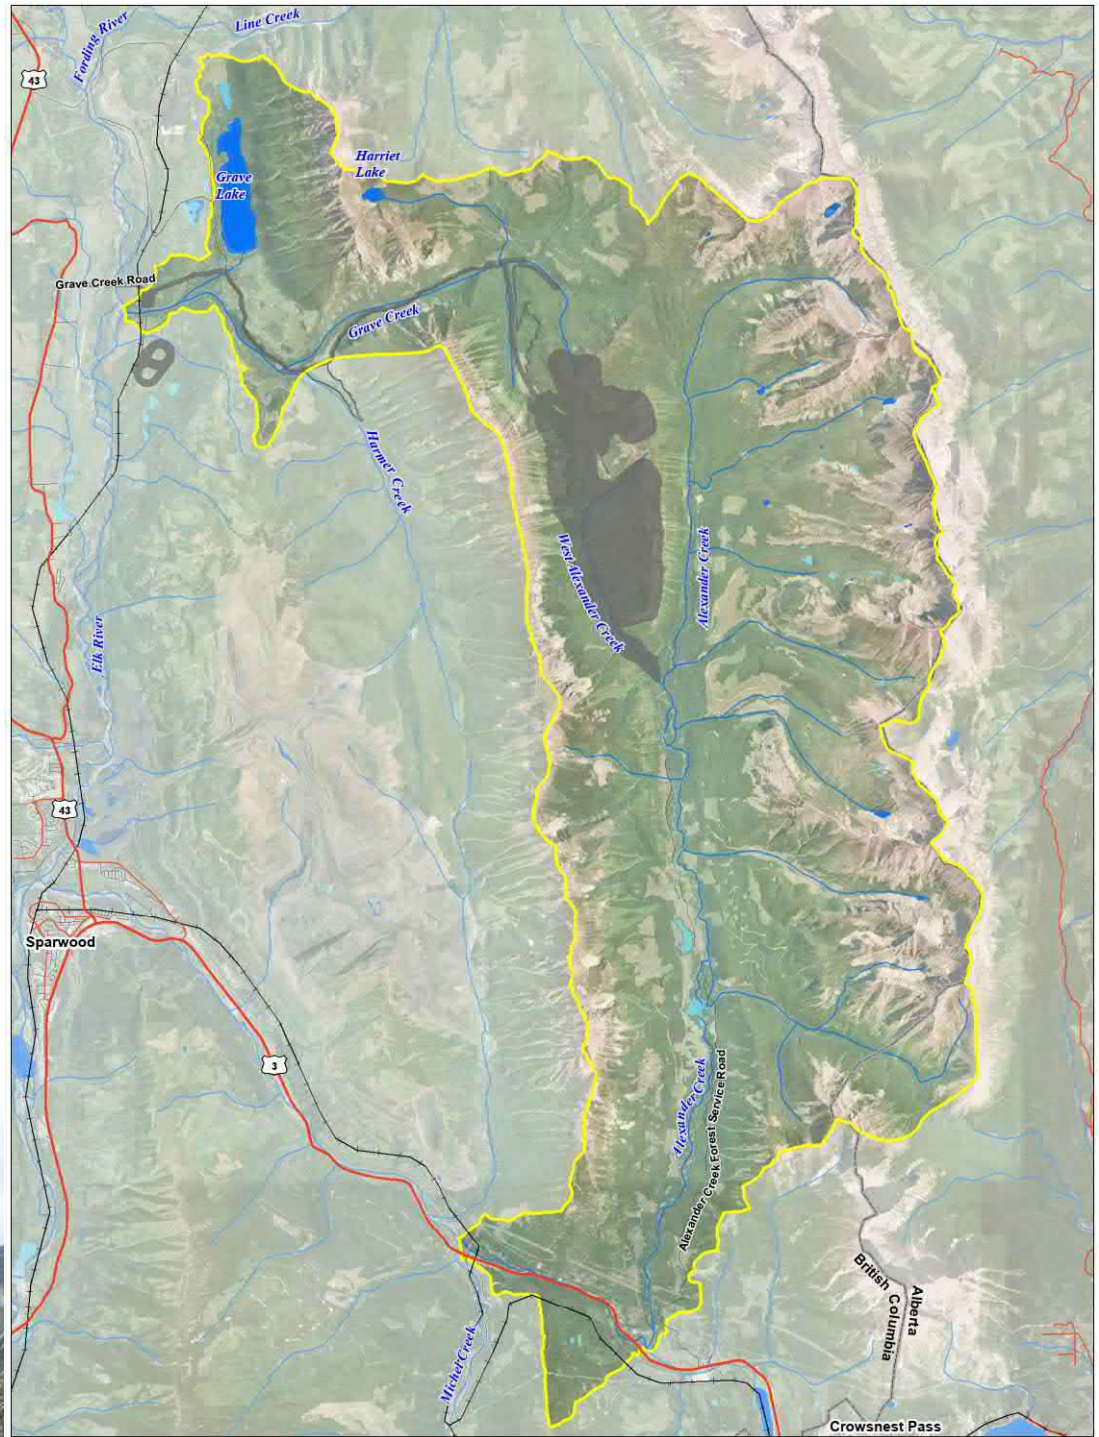 Line Creek
Fording River
43
Harriet
Lake
Grave
Lake
Grave Creek Road
Grave Creek
Harmer Creek
West Alexander Creek
Alexander Creek
Elk River
43
Sparwood
3
Alexander Creek
Alexander Creek Forest Service Road
British Columbia
Alberta
Michel Creek
Crowsnest Pass